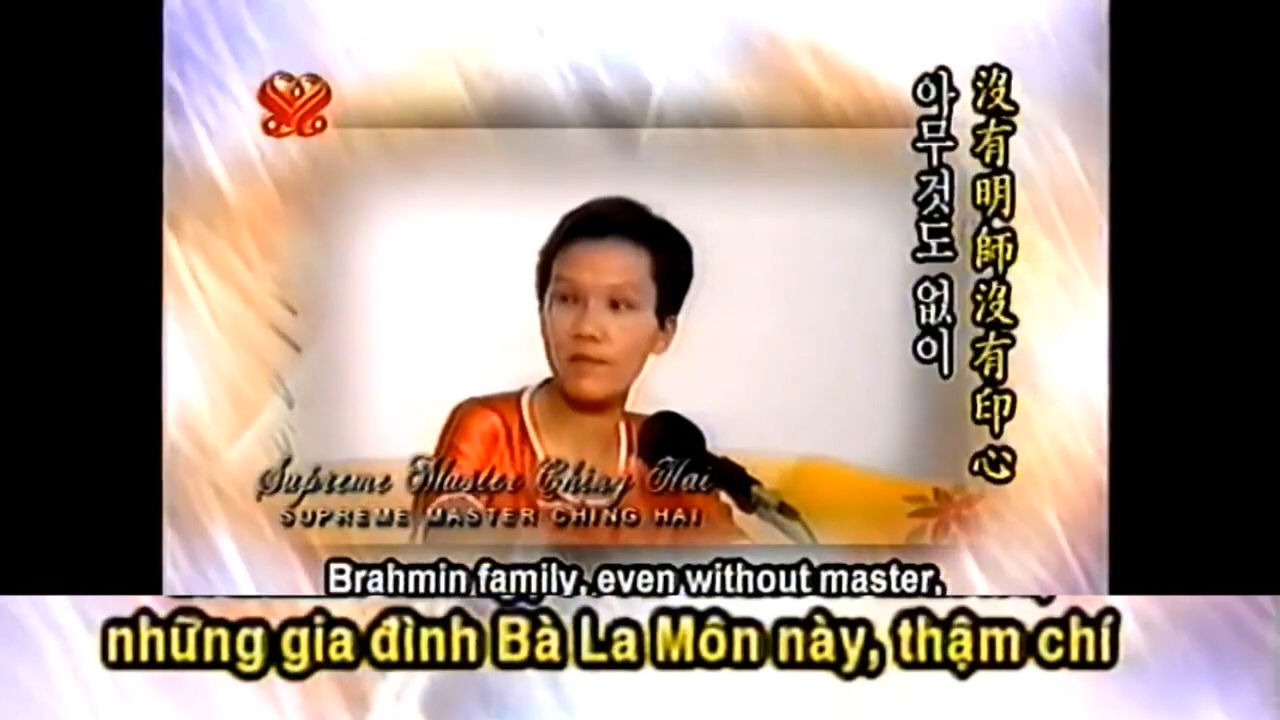 沒有明師沒有印心
아무것도 없이
Supreme Master Ching Hai
SUPREME MASTER CHING HAI
Brahmin family, even without master,
những gia đình Bà La Môn này, thậm chí